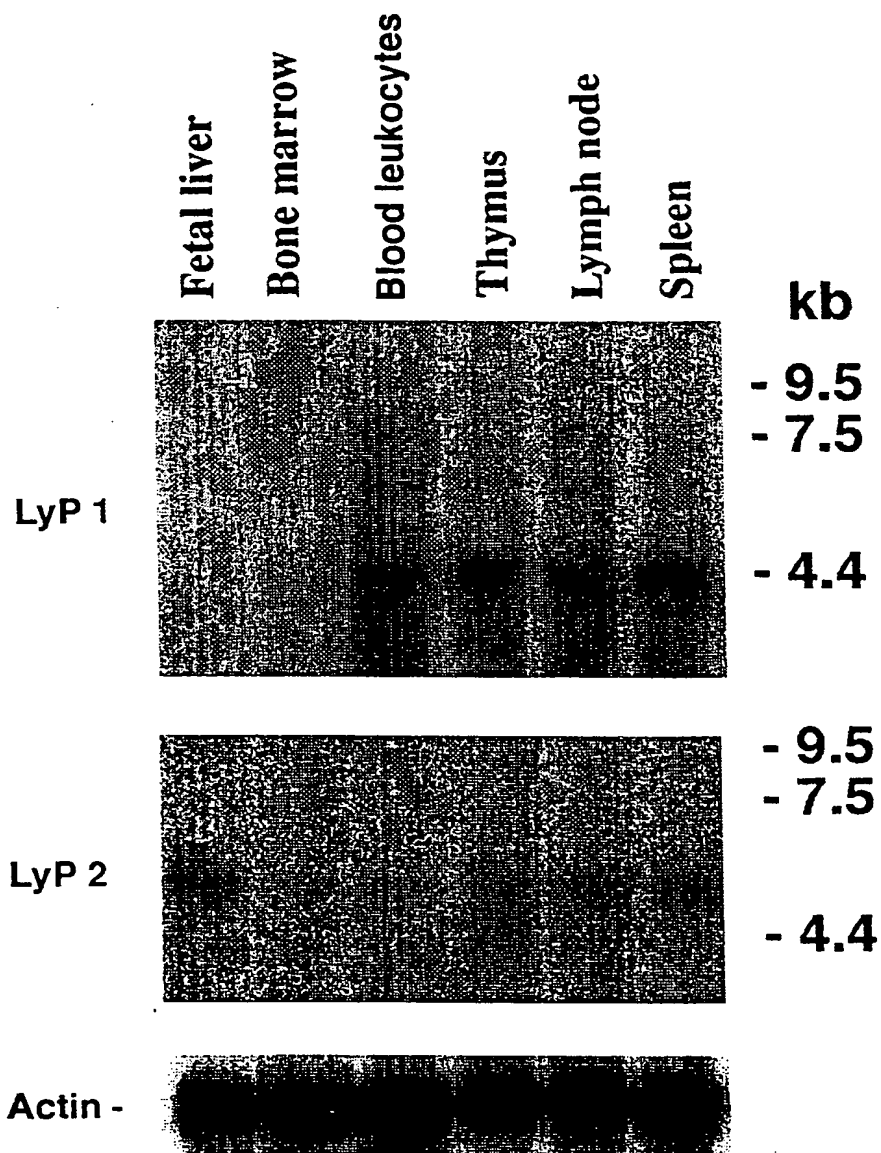 Fetal liver
Bone marrow
Blood leukocytes
Thymus
Lymph node
Spleen
kb
- 9.5
- 7.5
LyP 1
- 4.4
- 9.5
- 7.5
LyP 2
- 4.4
Actin -